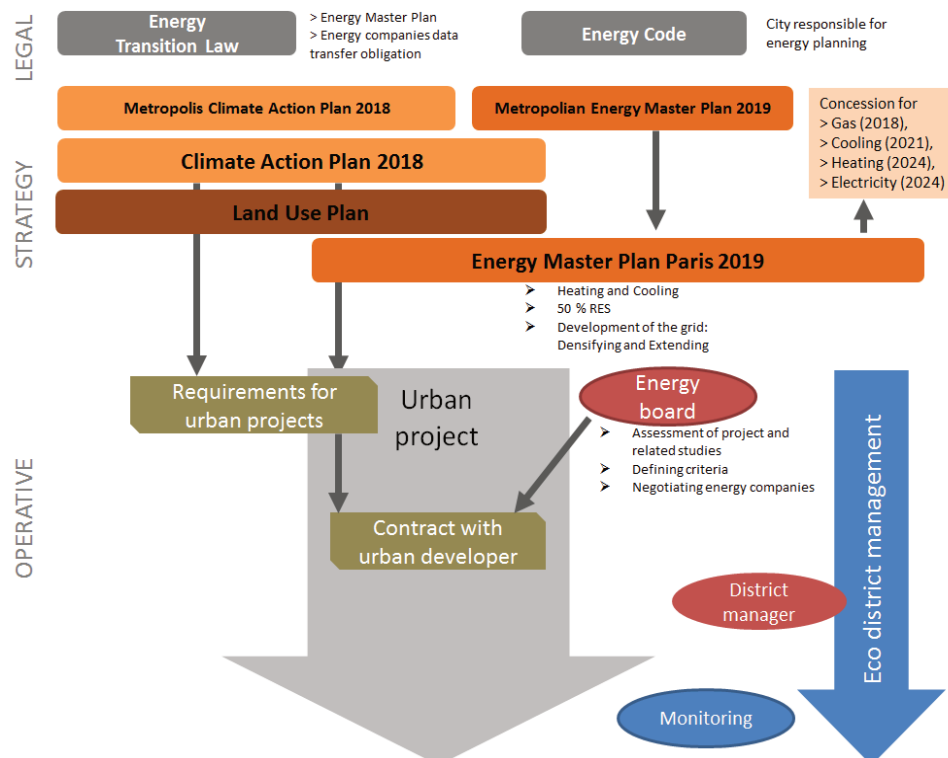 LEGAL
Energy
Transition Law
> Energy Master Plan
> Energy companies data
transfer obligation
Energy Code
City responsible for
energy planning
STRATEGY
Metropolis Climate Action Plan 2018
Metropolian Energy Master Plan 2019
Concession for
> Gas (2018),
> Cooling (2021),
> Heating (2024),
> Electricity (2024)
Climate Action Plan 2018
Land Use Plan
Energy Master Plan Paris 2019
➢ Heating and Cooling
➢ 50 % RES
➢ Development of the grid:
Densifying and Extending
OPERATIVE
Requirements for
urban projects
Urban
project
Energy
board
➢ Assessment of project and
related studies
➢ Defining criteria
➢ Negotiating energy companies
Contract with
urban developer
District
manager
Eco district management
Monitoring